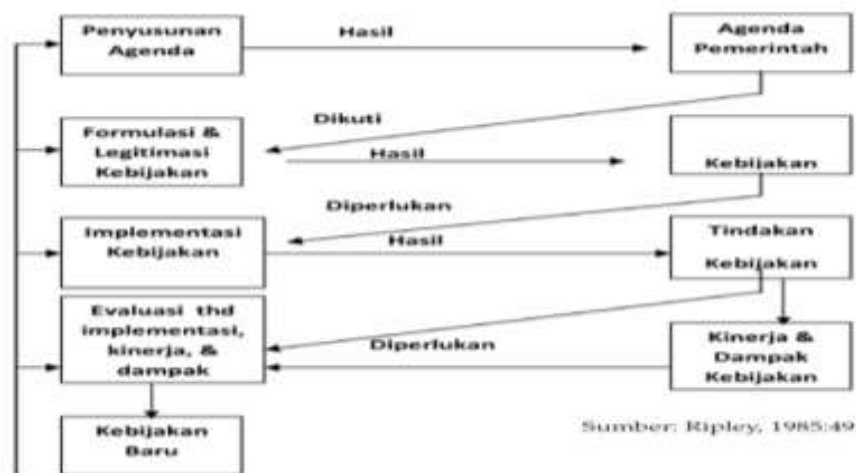 Penyusunan
Agenda
Hasil
Agenda
Pemerintah
Dikuti
Formulasi &
Legitimasi
Kebijakan
Hasil
Kebijakan
Diperlukan
Implementasi
Kebijakan
Hasil
Tindakan
Kebijakan
Evaluasi thd
implementasi,
kinerja, &
dampak
Diperlukan
Kinerja &
Dampak
Kebijakan
Kebijakan
Baru
Sumber: Ripley, 1985:49